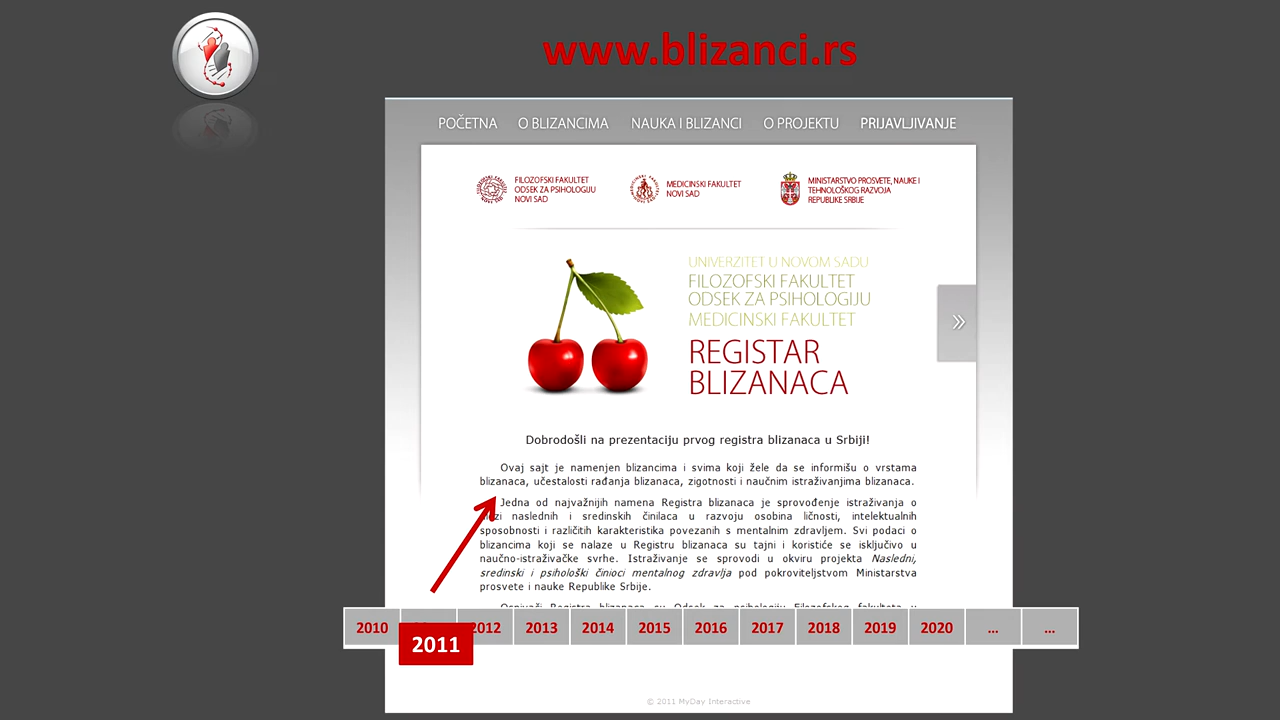 www.blizanci.rs
POČETNA O BLIZANCIMA NAUKA I BLIZANCI O PROJEKTU PRIJAVLJIVANJE
FILOZOFSKI FAKULTET
ODSEK ZA PSIHOLOGIJU
NOVI SAD
MEDICINSKI FAKULTET
NOVI SAD
MINISTARSTVO PROSVETE, NAUKE I
TEHNOLOŠKOG RAZVOJA
REPUBLIKE SRBIJE
UNIVERZITET U NOVOM SADU
FILOZOFSKI FAKULTET
ODSEK ZA PSIHOLOGIJU
MEDICINSKI FAKULTET
REGISTAR
BLIZANACA
Dobrodošli na prezentaciju prvog registra blizanaca u Srbiji!
Ovaj sajt je namenjen blizancima i svima koji žele da se informišu o vrstama
blizanaca, učestalosti rađanja blizanaca, zigotnosti i naučnim istraživanjima blizanaca.
Jedna od najvažnijih namena Registra blizanaca je sprovođenje istraživanja o
naslednih i sredinskih činilaca u razvoju osobina ličnosti, intelektualnih
sposobnosti i različitih karakteristika povezanih s mentalnim zdravljem. Svi podaci o
blizancima koji se nalaze u Registru blizanaca su tajni i koristiće se isključivo u
naučno-istraživačke svrhe. Istraživanje se sprovodi u okviru projekta Nasledni,
sredinski i psihološki činioci mentalnog zdravlja pod pokroviteljstvom Ministarstva
prosvete i nauke Republike Srbije.
2010 2012 2013 2014 2015 2016 2017 2018 2019 2020 ... ...
2011
© 2011 MyDay Interactive